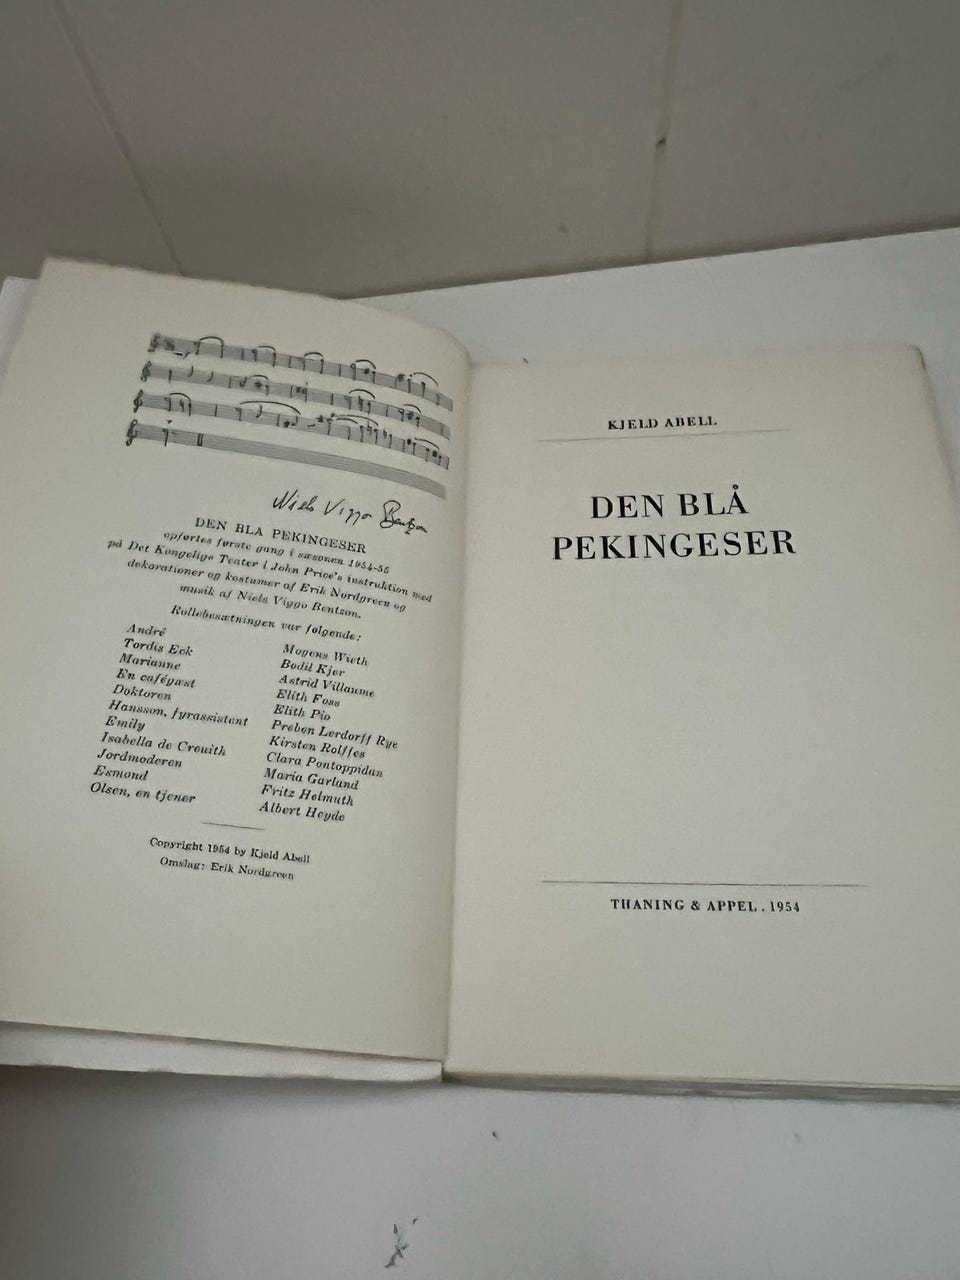 Niels Viggo Bentzon
DEN BLA PEKINGESER
opførtes første gang i sæsonen 1954-55
på Det Kongelige Teater i John Price's instruktion med
dekorationer og kostumer af Erik Nordgreen og
musik af Niels Viggo Bentzon.
Rollebesætningen var følgende:
André Mogens Wieth
Tordis Eck Bodil Kjer
Marianne Astrid Villaume
En cafégæst Elith Foss
Doktoren Elith Pio
Hansson, fyrassistent Preben Lerdorff Rye
Emily Kirsten Rolffes
Isabella de Crouith Clara Pontoppidan
Jordmoderen Maria Garland
Esmond Fritz Helmuth
Olsen, en tjener Albert Heyde
Copyright 1954 by Kjeld Abell
Omslag: Erik Nordgreen
KJELD ABELL
DEN BLÅ
PEKINGESER
THANING & APPEL . 1954